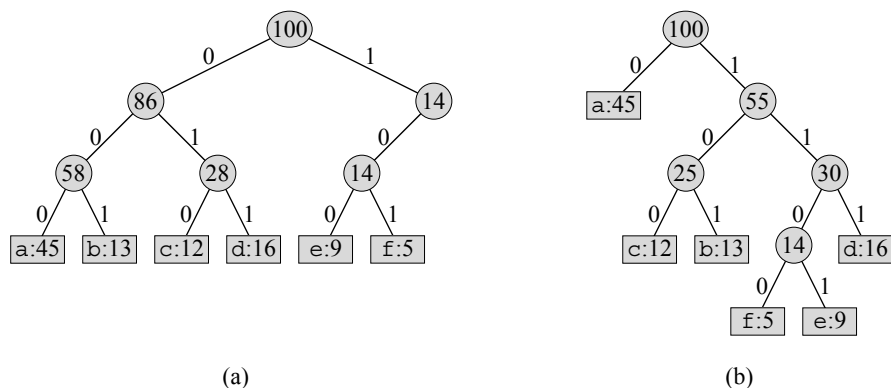 100 100
0 1 0 1
86 14 a:45 55
0 1 0 0 1
58 28 14 25 30
0 1 0 1 0 1 0 1 0 1
a:45 b:13 c:12 d:16 e:9 f:5 c:12 b:13 14 d:16
0 1
f:5 e:9
(a) (b)